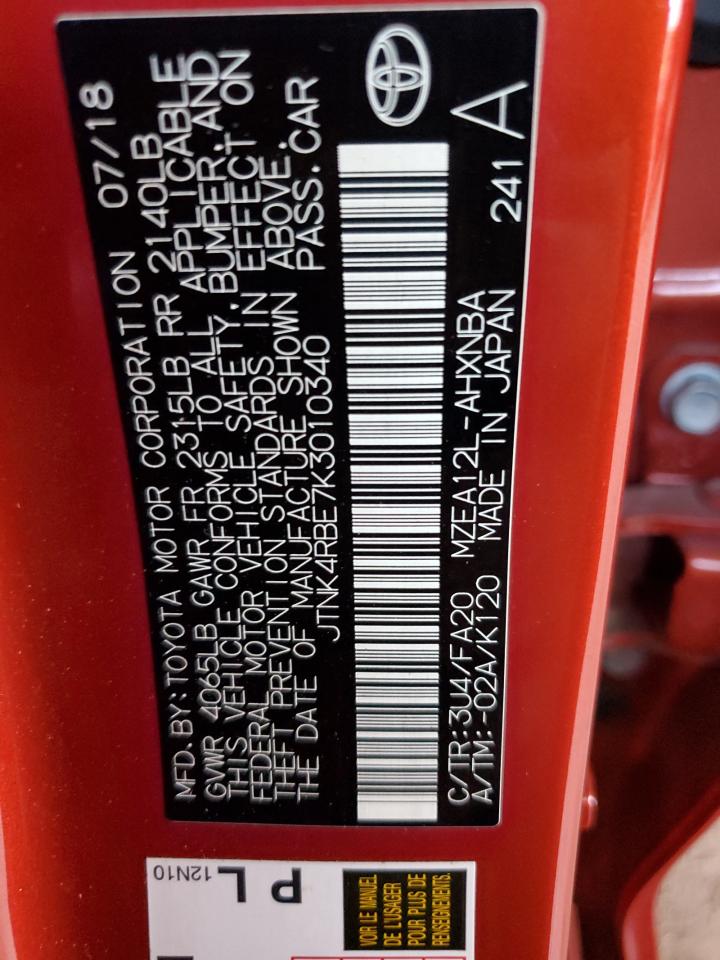 MFD. BY: TOYOTA MOTOR CORPORATION 07/18
GVWR 4065LB GAWR FR 2315LB RR 2140LB
THIS VEHICLE CONFORMS TO ALL APPLICABLE
FEDERAL MOTOR VEHICLE SAFETY, BUMPER, AND
THEFT PREVENTION STANDARDS IN EFFECT ON
THE DATE OF MANUFACTURE SHOWN ABOVE.
JTNK4RBE7K3010340 PASS. CAR
C/TR: 3U4/FA20 MZEA12L-AHXNBA
A/TM: -02A/K120 MADE IN JAPAN 241 A
P L
12N10
VOIR LE MANUEL
DE L'USAGER
POUR PLUS DE
RENSEIGNEMENTS.